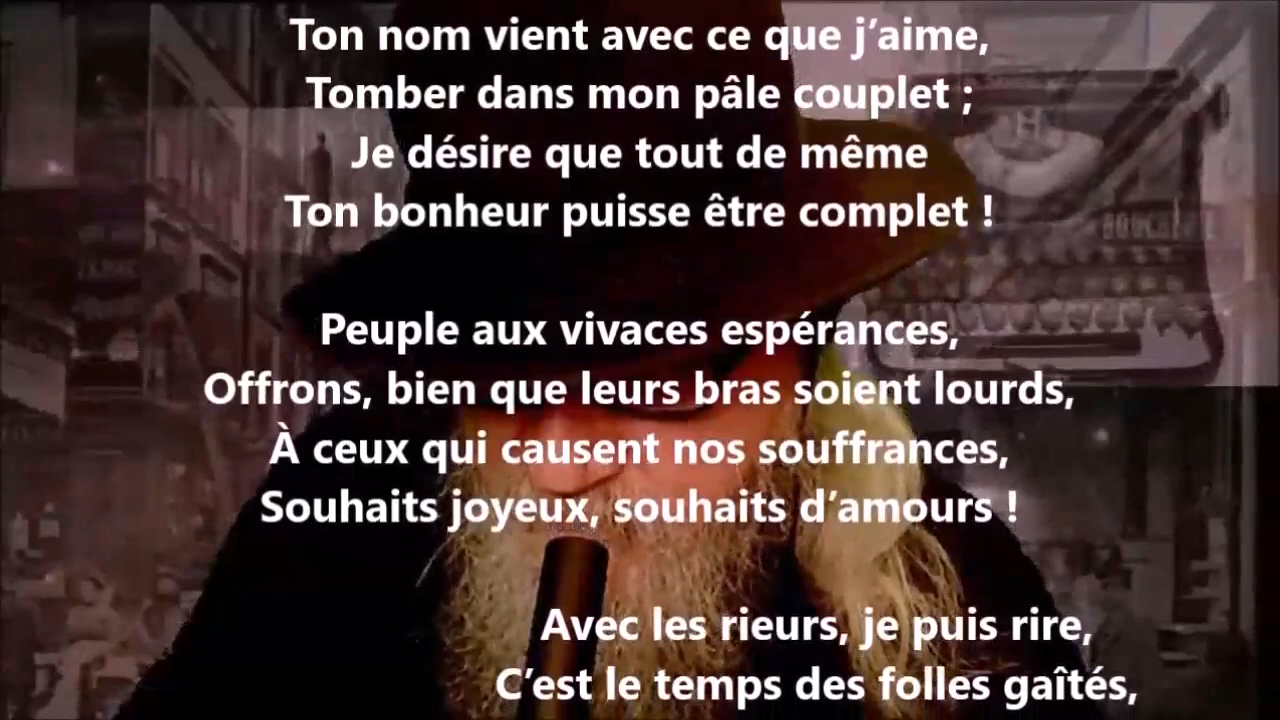 Ton nom vient avec ce que j’aime,
Tomber dans mon pâle couplet ;
Je désire que tout de même
Ton bonheur puisse être complet !
Peuple aux vivaces espérances,
Offrons, bien que leurs bras soient lourds,
À ceux qui causent nos souffrances,
Souhaits joyeux, souhaits d’amours !
Avec les rieurs, je puis rire,
C’est le temps des folles gaîtés,